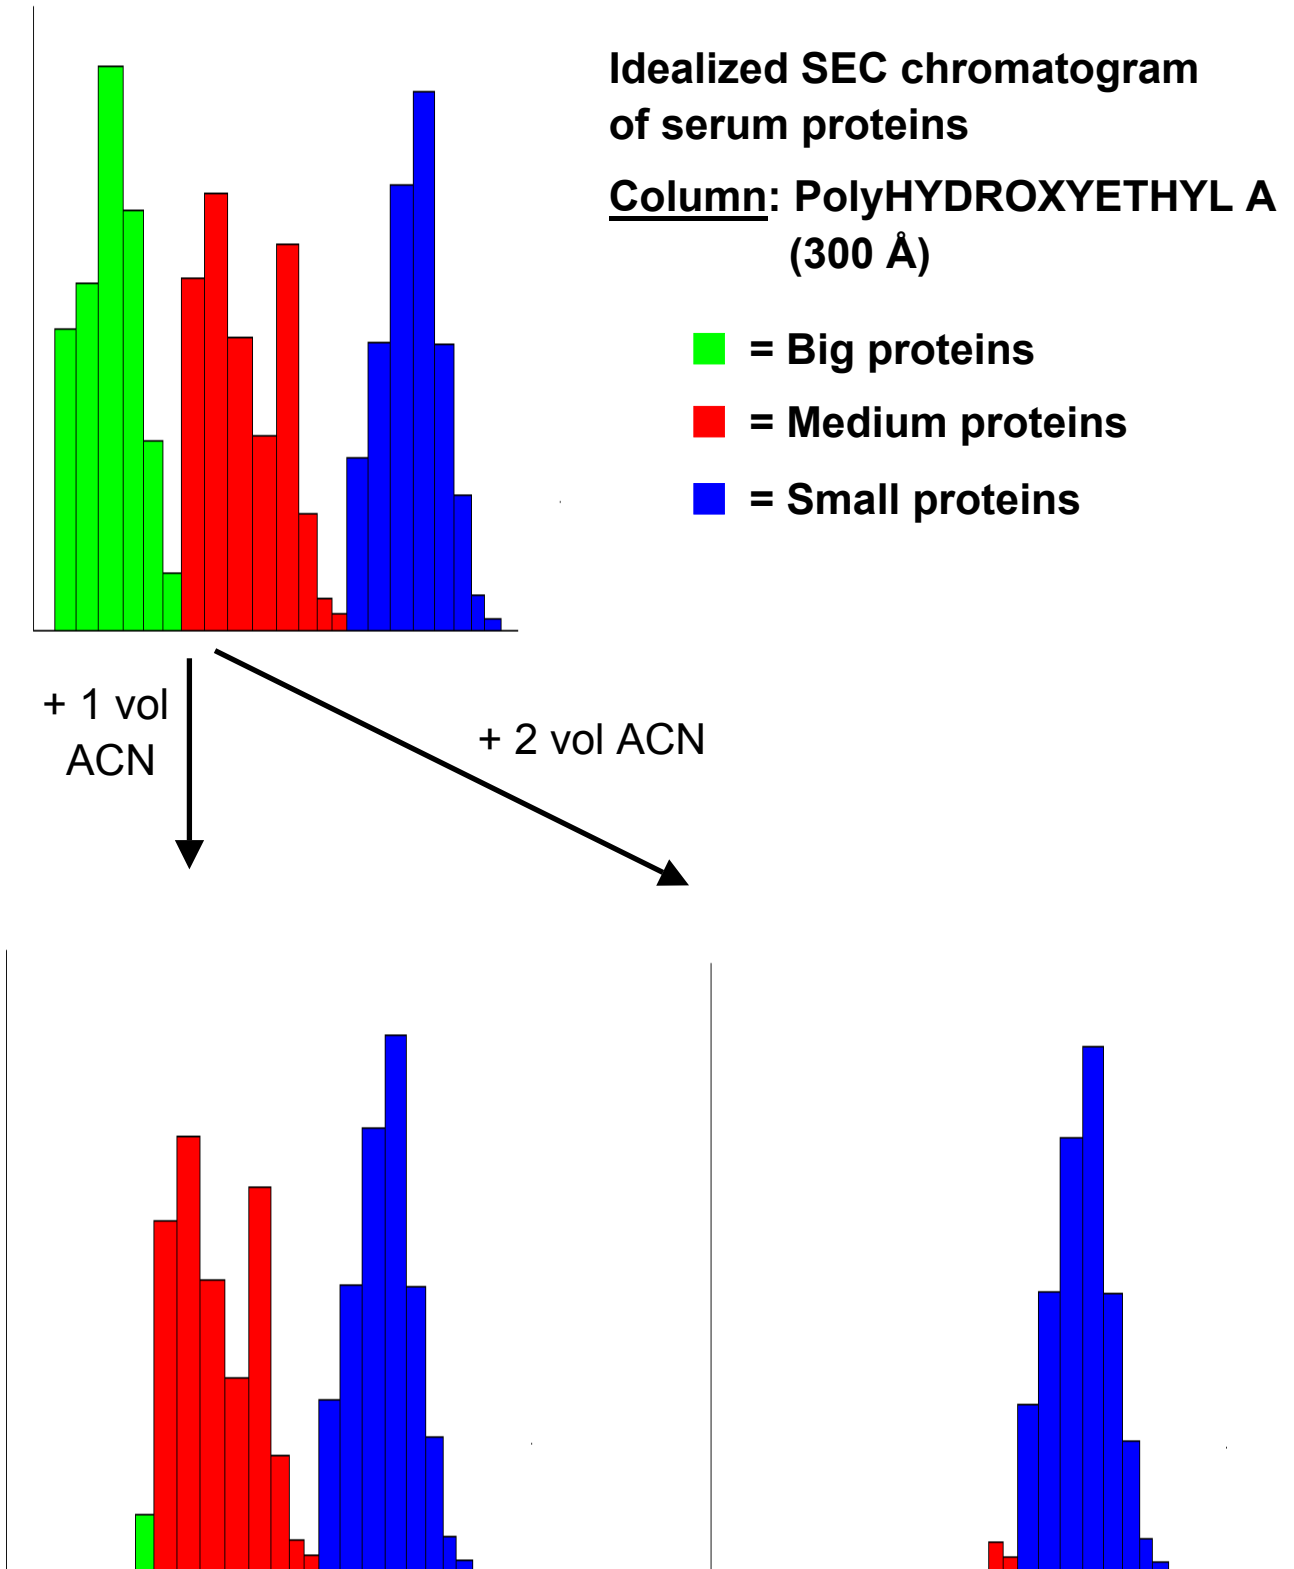 Idealized SEC chromatogram
of serum proteins
Column: PolyHYDROXYETHYL A
(300 Å)
= Big proteins
= Medium proteins
= Small proteins
+ 1 vol
ACN
+ 2 vol ACN